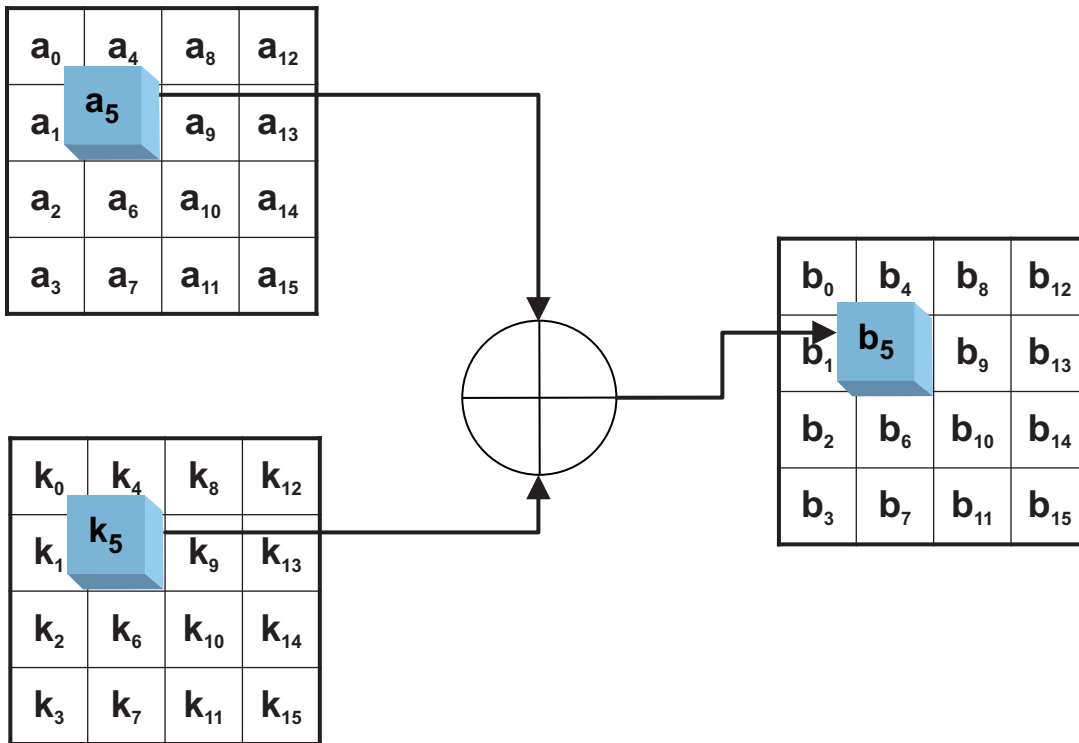 a₀ a₄ a₈ a₁₂
a₁ a₅ a₉ a₁₃
a₂ a₆ a₁₀ a₁₄
a₃ a₇ a₁₁ a₁₅
b₀ b₄ b₈ b₁₂
b₁ b₅ b₉ b₁₃
b₂ b₆ b₁₀ b₁₄
b₃ b₇ b₁₁ b₁₅
k₀ k₄ k₈ k₁₂
k₁ k₅ k₉ k₁₃
k₂ k₆ k₁₀ k₁₄
k₃ k₇ k₁₁ k₁₅